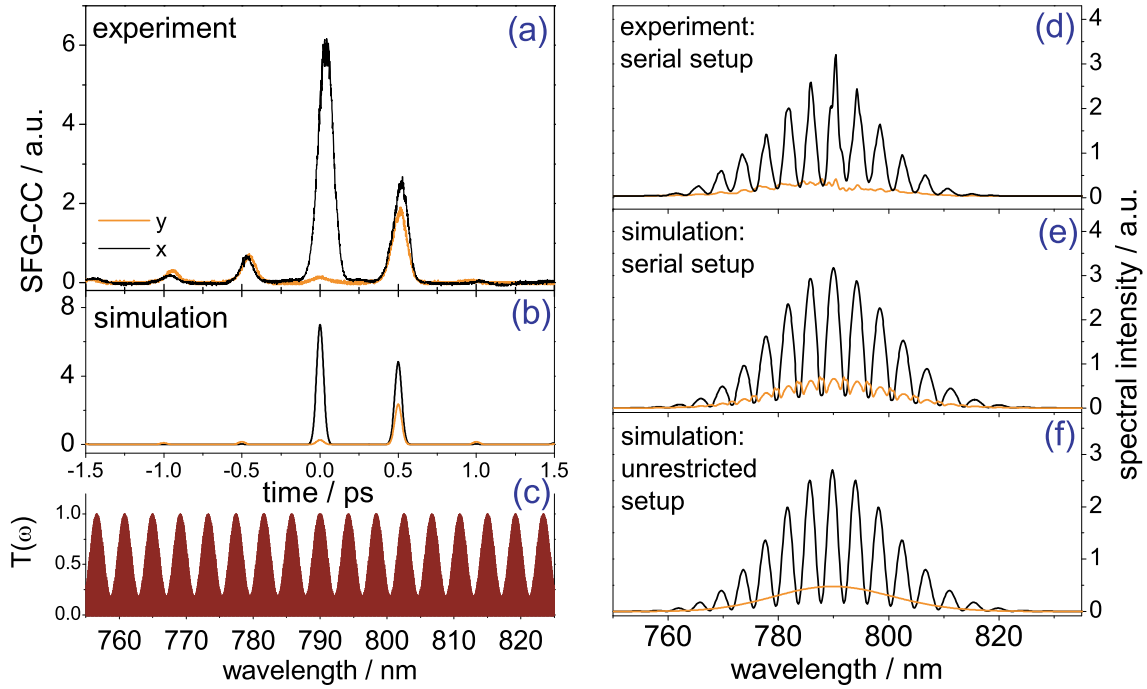 experiment
(a)
6
4
2
0
SFG-CC / a.u.
y
x
simulation
(b)
8
4
0
-1.5 -1.0 -0.5 0.0 0.5 1.0 1.5
time / ps
(c)
1.0
0.5
0.0
T(ω)
760 770 780 790 800 810 820
wavelength / nm
experiment:
serial setup
(d)
4
3
2
1
0
simulation:
serial setup
(e)
4
3
2
1
0
simulation:
unrestricted
setup
(f)
3
2
1
0
spectral intensity / a.u.
760 780 800 820
wavelength / nm